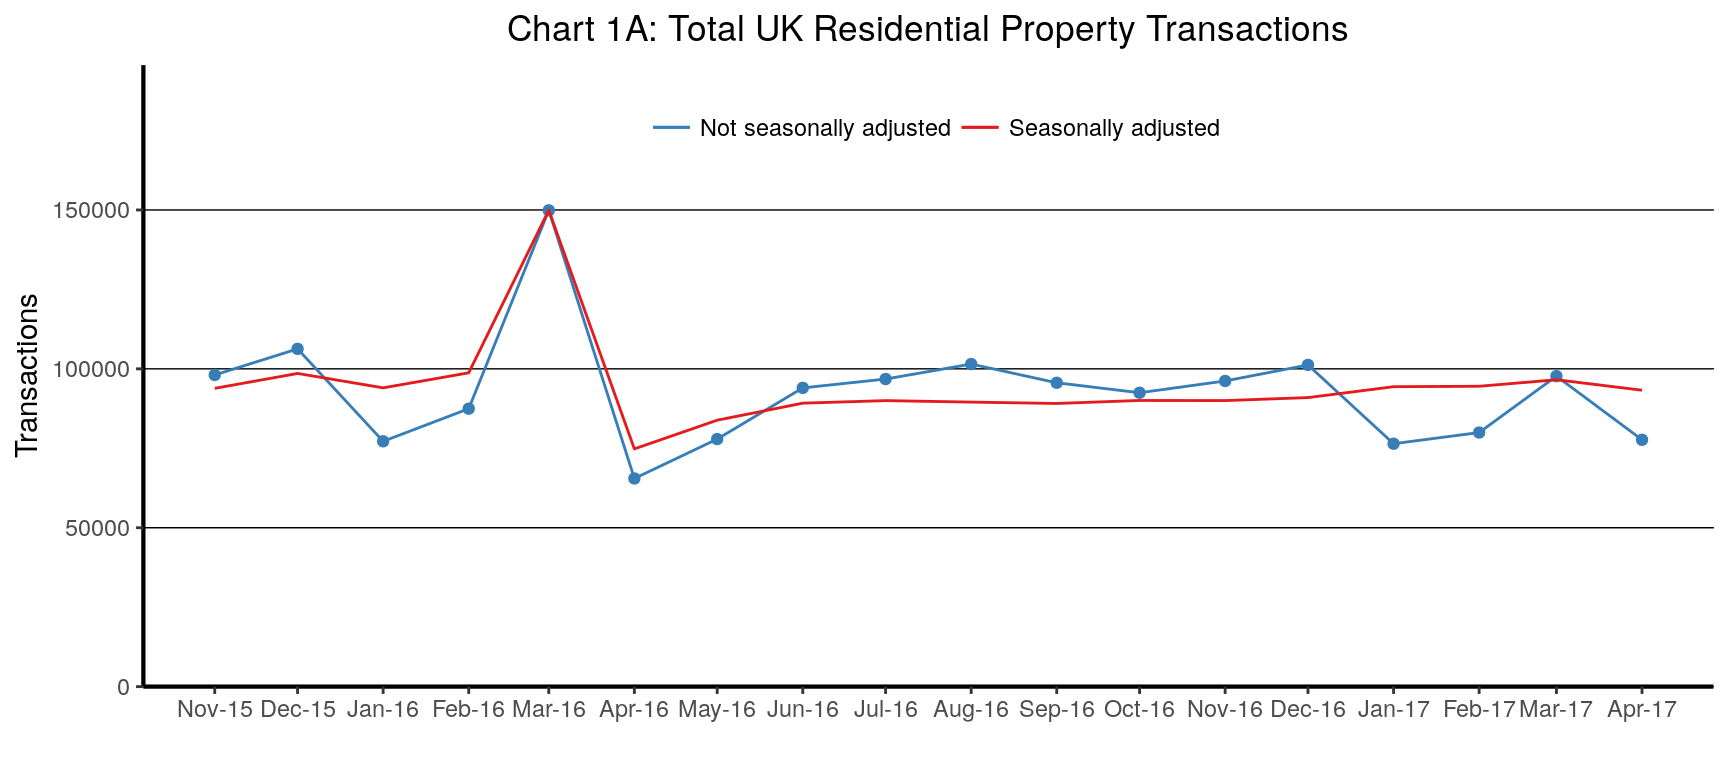 Chart 1A: Total UK Residential Property Transactions
Not seasonally adjusted Seasonally adjusted
Transactions
150000
100000
50000
0
Nov-15 Dec-15 Jan-16 Feb-16 Mar-16 Apr-16 May-16 Jun-16 Jul-16 Aug-16 Sep-16 Oct-16 Nov-16 Dec-16 Jan-17 Feb-17 Mar-17 Apr-17